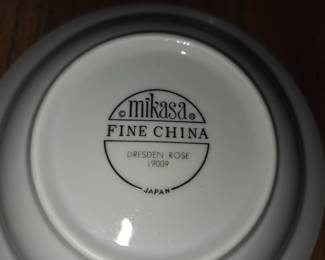 © mikasa ®
FINE CHINA
DRESDEN ROSE
L9009
JAPAN